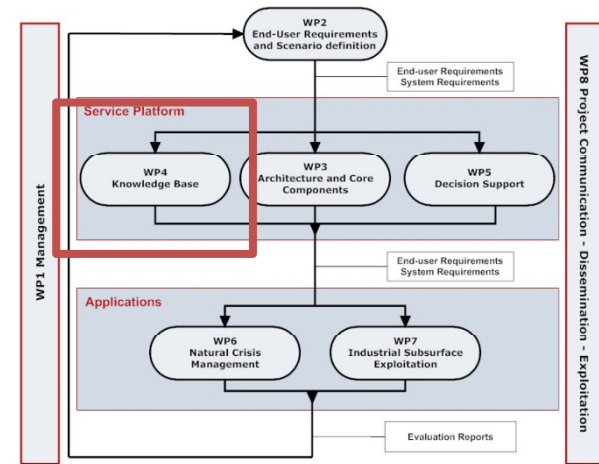 WP2
End-User Requirements
and Scenario definition
End-user Requirements
System Requirements
Service Platform
WP4
Knowledge Base
WP3
Architecture and Core
Components
WP5
Decision Support
WP1 Management
WP8 Project Communication - Dissemination - Exploitation
End-user Requirements
System Requirements
Applications
WP6
Natural Crisis
Management
WP7
Industrial Subsurface
Exploitation
Evaluation Reports